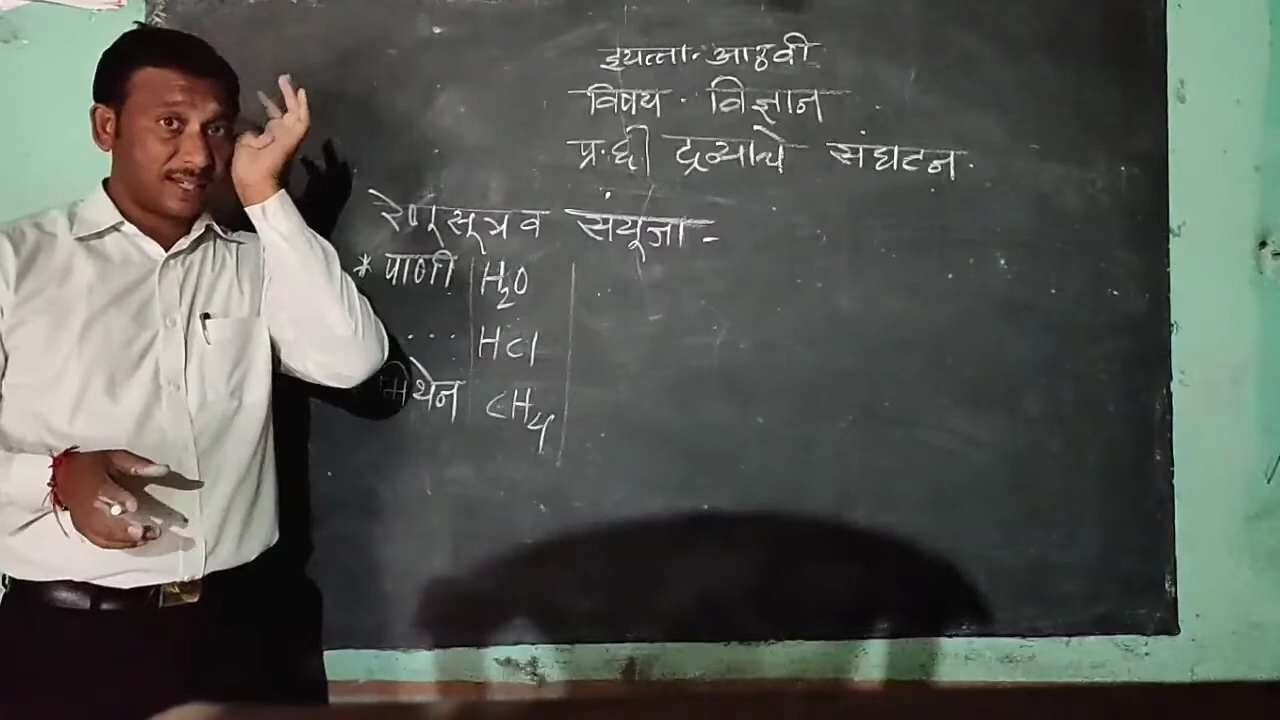 इयत्ता- आठवी
विषय - विज्ञान
द्रव्याचे संघटन
रेणूसूत्र व संयूजा -
* पाणी H₂O
.... HCl
मिथेन CH₄